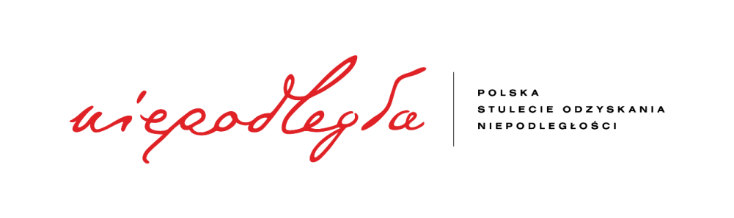 niepodległa
POLSKA
STULECIE ODZYSKANIA
NIEPODLEGŁOŚCI